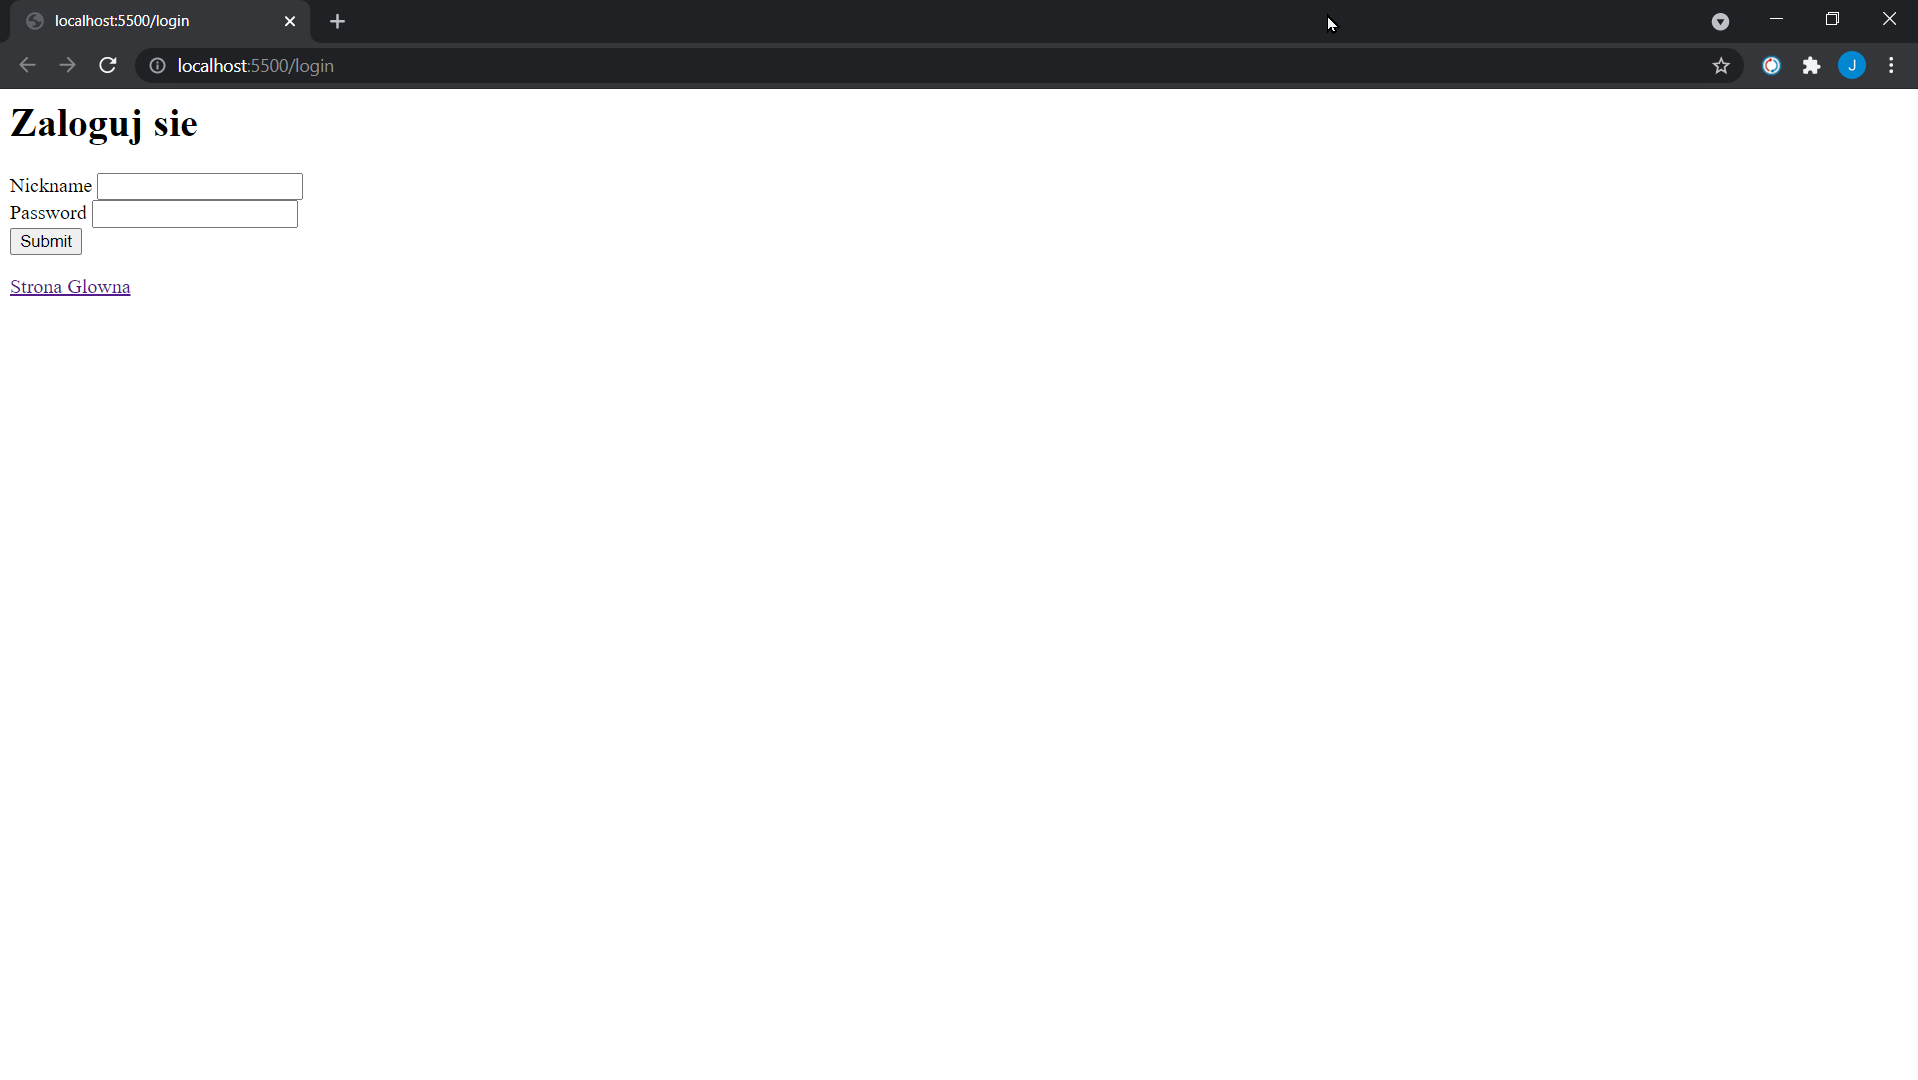 localhost:5500/login
localhost:5500/login
J
Zaloguj sie
Nickname
Password
Submit
Strona Glowna